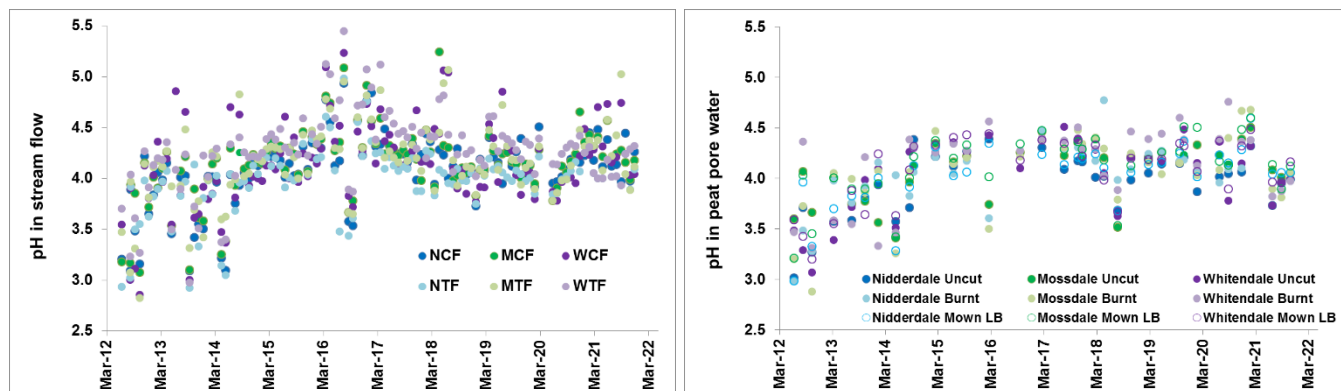 pH in stream flow
5.5
5.0
4.5
4.0
3.5
3.0
2.5
NCF MCF WCF
NTF MTF WTF
Mar-12 Mar-13 Mar-14 Mar-15 Mar-16 Mar-17 Mar-18 Mar-19 Mar-20 Mar-21 Mar-22
pH in peat pore water
5.5
5.0
4.5
4.0
3.5
3.0
2.5
Nidderdale Uncut Mossdale Uncut Whitendale Uncut
Nidderdale Burnt Mossdale Burnt Whitendale Burnt
Nidderdale Mown LB Mossdale Mown LB Whitendale Mown LB
Mar-12 Mar-13 Mar-14 Mar-15 Mar-16 Mar-17 Mar-18 Mar-19 Mar-20 Mar-21 Mar-22